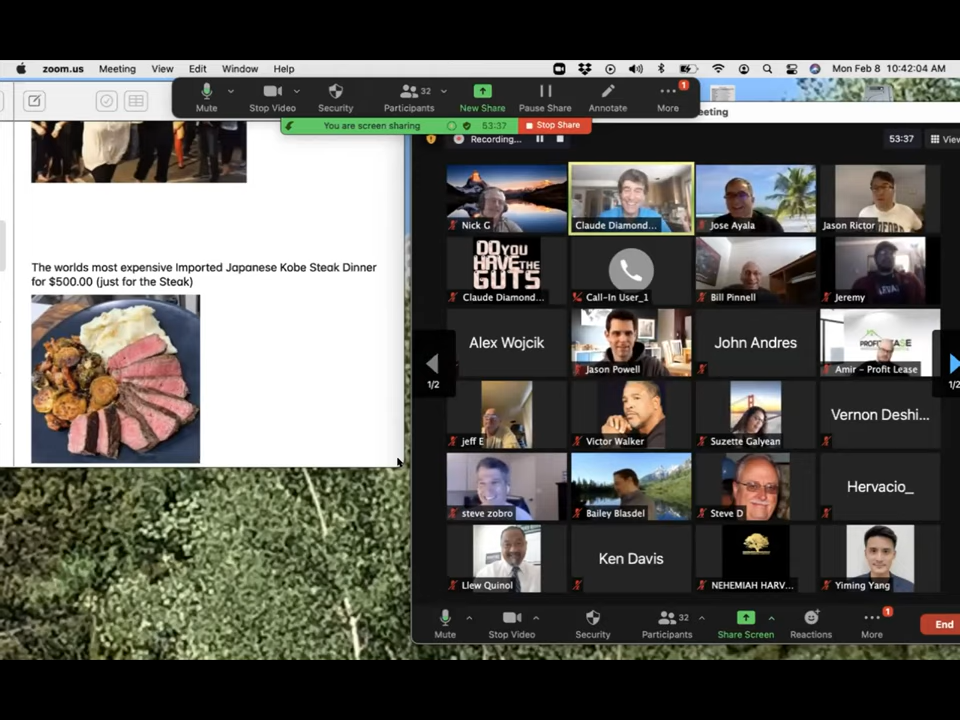 zoom.us Meeting View Edit Window Help Mon Feb 8 10:42:04 AM
Mute Stop Video Security Participants 32 New Share Pause Share Annotate More 1
You are screen sharing 53:37 Stop Share
eeting
Recording... 53:37 View
The worlds most expensive Imported Japanese Kobe Steak Dinner
for $500.00 (just for the Steak)
Nick G Claude Diamond... Jose Ayala Jason Rictor
DO YOU
HAVE THE
GUTS
Claude Diamond... Call-In User_1 Bill Pinnell Jeremy
Alex Wojcik Jason Powell John Andres Amir - Profit Lease
1/2 1/2
jeff E Victor Walker Suzette Galyean Vernon Deshi...
steve zobro Bailey Blasdel Steve D Hervacio_
Llew Quinol Ken Davis NEHEMIAH HARV... Yiming Yang
Mute Stop Video Security Participants 32 Share Screen Reactions More 1 End